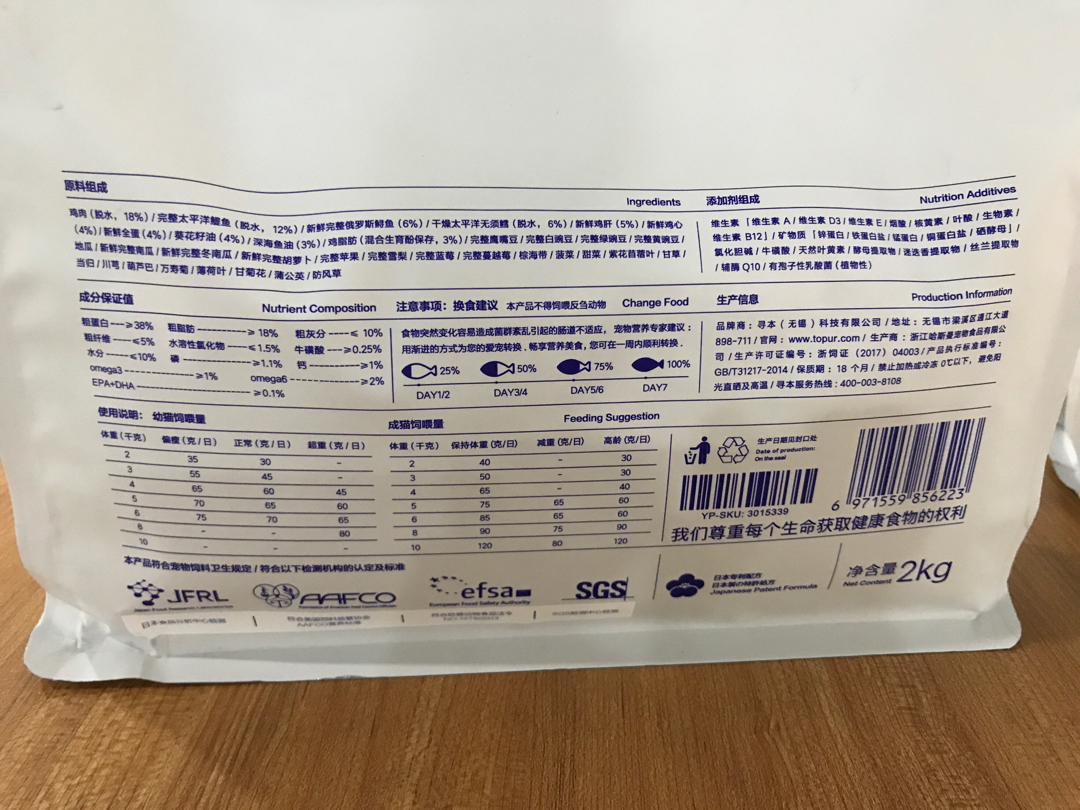 原料组成
Ingredients
鸡肉（脱水，18%）/ 完整太平洋鲱鱼（脱水，12%）/ 新鲜完整俄罗斯鲟鱼（6%）/ 干燥太平洋无须鳕（脱水，6%）/ 新鲜鸡肝（5%）/ 新鲜鸡心
（4%）/ 新鲜全蛋（4%）/ 葵花籽油（4%）/ 深海鱼油（3%）/ 鸡脂肪（混合生育酚保存，3%）/ 完整鹰嘴豆 / 完整白豌豆 / 完整绿豌豆 / 完整黄豌豆 /
地瓜 / 新鲜完整南瓜 / 新鲜完整冬南瓜 / 新鲜完整胡萝卜 / 完整苹果 / 完整雪梨 / 完整蓝莓 / 完整蔓越莓 / 棕海带 / 菠菜 / 甜菜 / 紫花苜蓿叶 / 甘草 /
当归 / 川芎 / 葫芦巴 / 万寿菊 / 薄荷叶 / 甘菊花 / 蒲公英 / 防风草
添加剂组成
Nutrition Additives
维生素［维生素 A / 维生素 D3 / 维生素 E / 烟酸 / 核黄素 / 叶酸 / 生物素 /
维生素 B12］/ 矿物质［锌蛋白 / 铁蛋白盐 / 锰蛋白 / 铜蛋白盐 / 硒酵母］/
氯化胆碱 / 牛磺酸 / 天然叶黄素 / 酵母提取物 / 迷迭香提取物 / 丝兰提取物
/ 辅酶 Q10 / 有孢子性乳酸菌（植物性）
成分保证值
Nutrient Composition
粗蛋白 ---≥38% 粗脂肪 ------------≥ 18% 粗灰分 ----≤ 10%
粗纤维 ----≤5% 水溶性氯化物 ----≤1.5% 牛磺酸 ---≥0.25%
水分 -----≤10% 磷 ---------------≥1.1% 钙 ----------≥1%
omega3 --------------≥1% omega6 ----------------≥2%
EPA+DHA ----------------------≥0.1%
注意事项：换食建议 本产品不得饲喂反刍动物 Change Food
食物突然变化容易造成菌群紊乱引起的肠道不适应，宠物营养专家建议：
用渐进的方式为您的爱宠转换，畅享营养美食，您可在一周内顺利转换．
25% 50% 75% 100%
DAY1/2 DAY3/4 DAY5/6 DAY7
生产信息
Production Information
品牌商：寻本（无锡）科技有限公司 / 地址：无锡市梁溪区通江大道
898-711 / 官网：www.topur.com / 生产商：浙江哈斯曼宠物食品有限公
司 / 生产许可证编号：浙饲证（2017）04003 / 产品执行标准编号：
GB/T31217-2014 / 保质期：18 个月 / 禁止加热或冷冻 0℃以下，避免阳
光直晒及高温 / 寻本服务热线：400-003-8108
使用说明：幼猫饲喂量
体重（千克） 偏瘦（克 / 日） 正常（克 / 日） 超重（克 / 日）
2 35 30 -
3 55 45 -
4 65 60 45
5 70 65 60
6 75 70 65
8 - - 80
10 - - -
成猫饲喂量
Feeding Suggestion
体重（千克） 保持体重（克/日） 减重（克/日） 高龄（克/日）
2 40 - 30
3 50 - 30
4 65 - 40
5 75 65 60
6 85 65 60
8 90 75 90
10 120 80 120
生产日期见封口处
Date of production:
On the seal
YP-SKU: 3015339
6 971559 856223
我们尊重每个生命获取健康食物的权利
本产品符合宠物饲料卫生规定 / 符合以下检测机构的认定及标准
JFRL
AAFCO
efsa
European Food Safety Authority
SGS
日本专利配方
日本製の特許処方
Japanese Patent Formula
净含量
Net Content
2kg